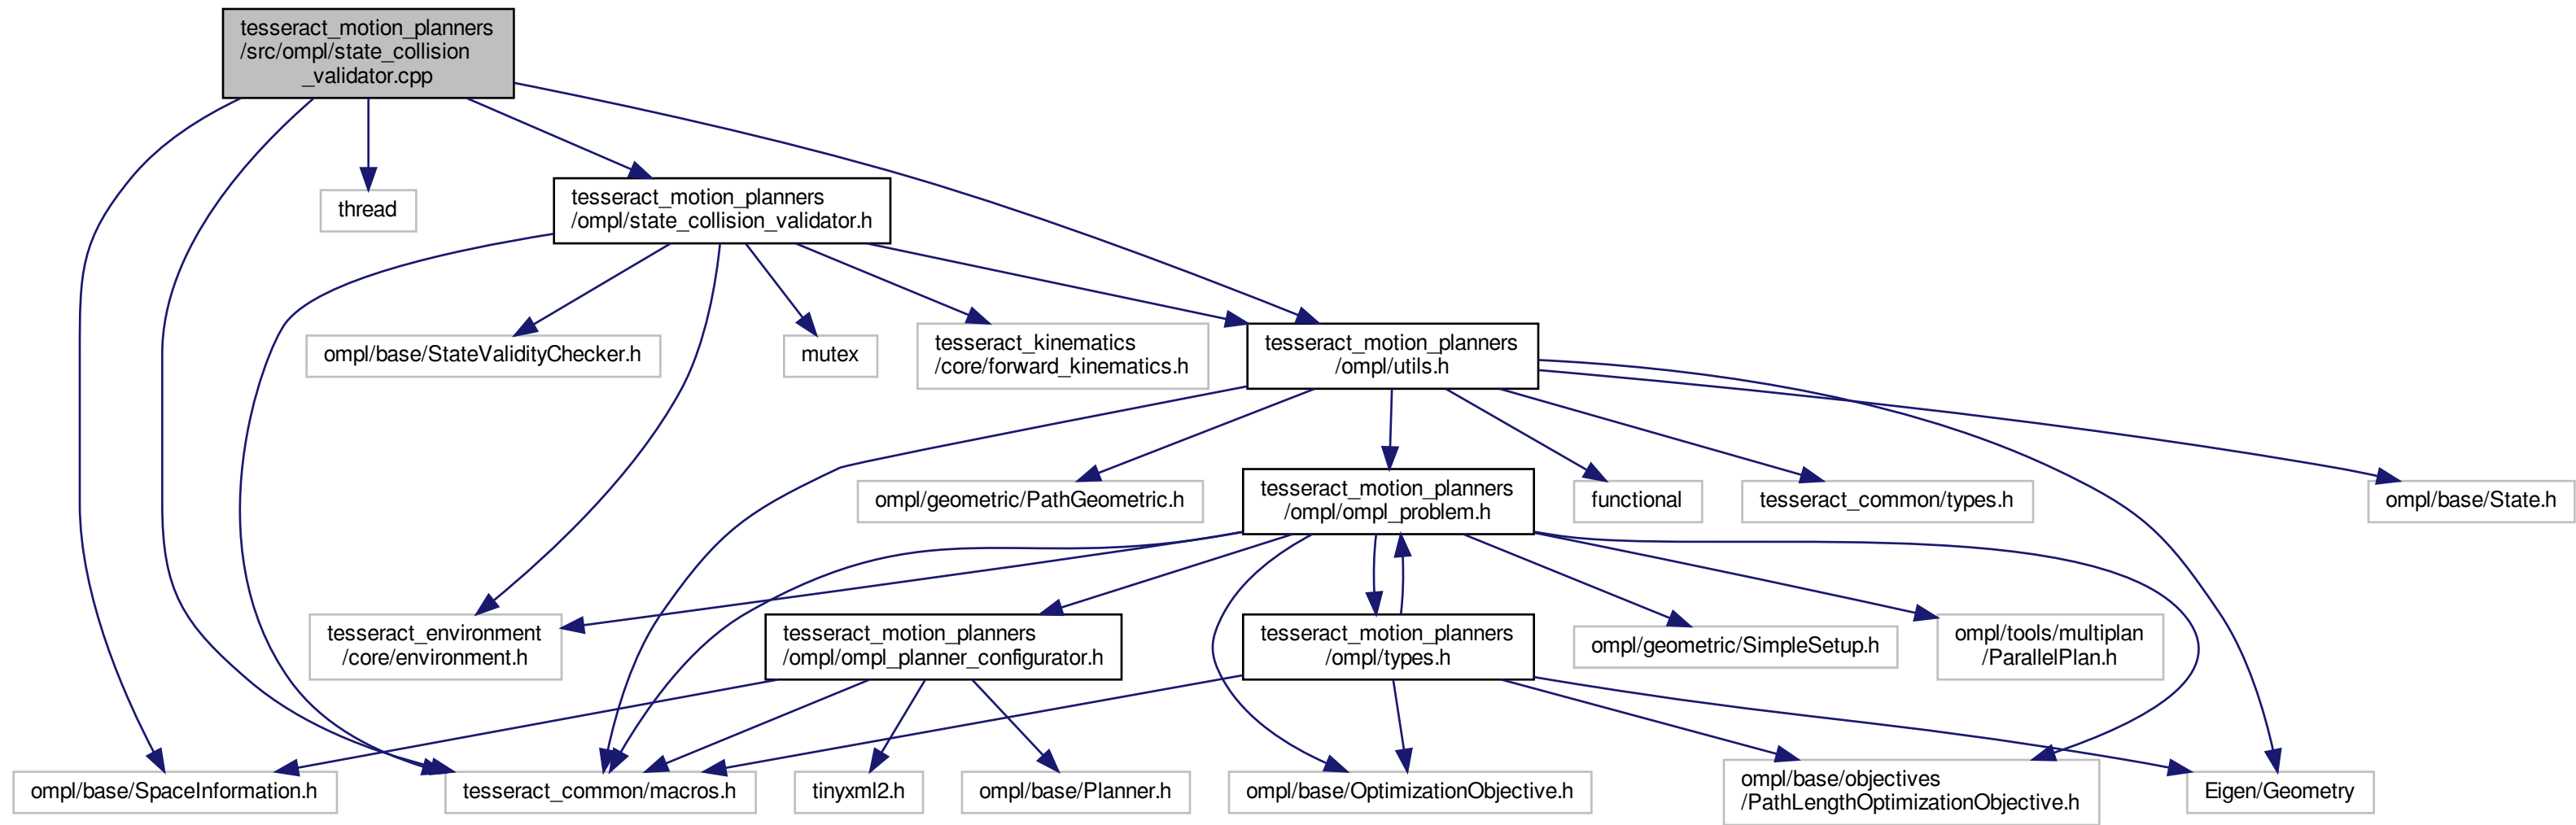 tesseract_motion_planners
/src/ompl/state_collision
_validator.cpp
thread
tesseract_motion_planners
/ompl/state_collision_validator.h
ompl/base/StateValidityChecker.h
mutex
tesseract_kinematics
/core/forward_kinematics.h
tesseract_motion_planners
/ompl/utils.h
ompl/geometric/PathGeometric.h
tesseract_motion_planners
/ompl/ompl_problem.h
functional
tesseract_common/types.h
ompl/base/State.h
tesseract_environment
/core/environment.h
tesseract_motion_planners
/ompl/ompl_planner_configurator.h
tesseract_motion_planners
/ompl/types.h
ompl/geometric/SimpleSetup.h
ompl/tools/multiplan
/ParallelPlan.h
ompl/base/SpaceInformation.h
tesseract_common/macros.h
tinyxml2.h
ompl/base/Planner.h
ompl/base/OptimizationObjective.h
ompl/base/objectives
/PathLengthOptimizationObjective.h
Eigen/Geometry